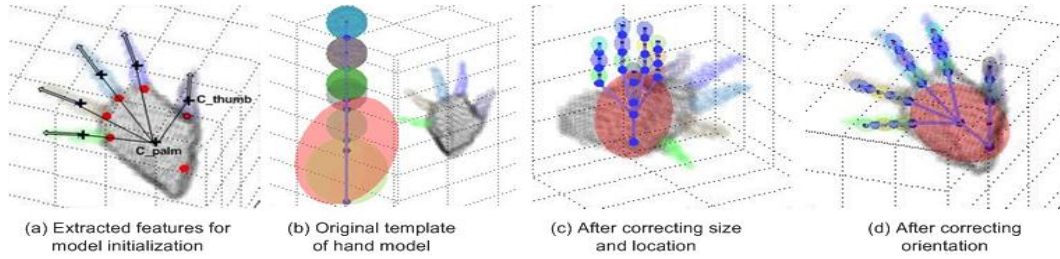 C_thumb
C_palm
(a) Extracted features for
model initialization
(b) Original template
of hand model
(c) After correcting size
and location
(d) After correcting
orientation